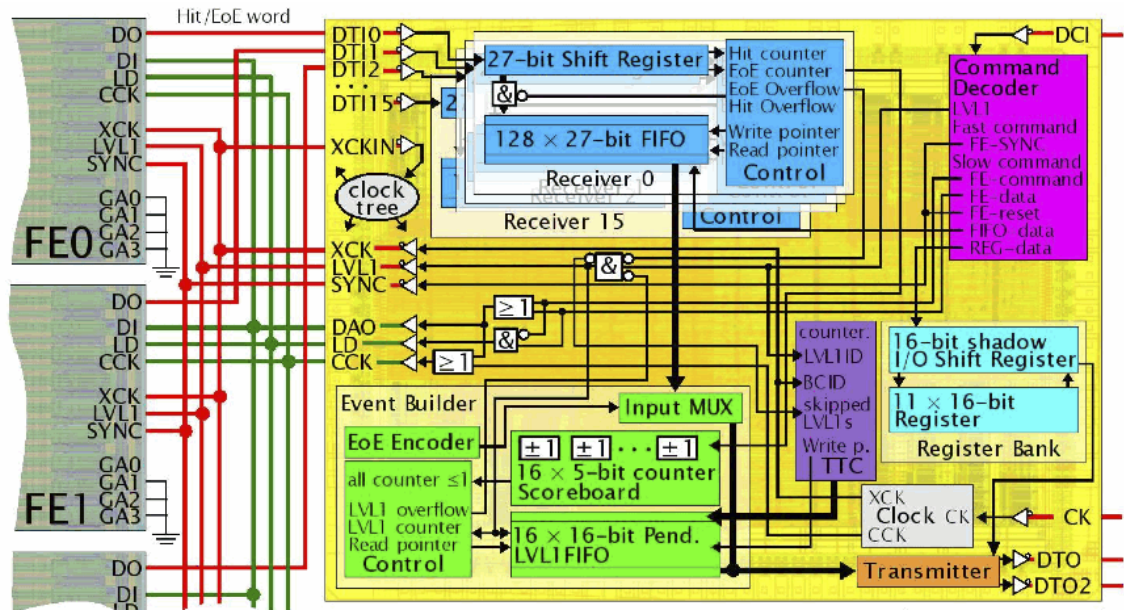 Hit/EoE word
DO
DI
LD
CCK
XCK
LVL1
SYNC
GA0
GA1
GA2
GA3
FE0
DO
DI
LD
CCK
XCK
LVL1
SYNC
GA0
GA1
GA2
GA3
FE1
DO
DI
LD
DTI0
DTI1
DTI2
...
DTI15
XCKIN
clock
tree
XCK
LVL1
SYNC
DAO
LD
CCK
27-bit Shift Register
&
128 × 27-bit FIFO
Receiver 0
Hit counter
EoE counter
EoE Overflow
Hit Overflow
Write pointer
Read pointer
Control
2
Receiver 1
Receiver 2
Receiver 15
Control
&
≥1
&
≥1
DCI
Command
Decoder
LVL1
Fast command
FE-SYNC
Slow command
FE-command
FE-data
FE-reset
FIFO data
REG-data
counter.
LVL1ID
BCID
skipped
LVL1s
Write p.
TTC
16-bit shadow
I/O Shift Register
11 × 16-bit
Register
Register Bank
Event Builder
Input MUX
EoE Encoder
±1 ±1 ... ±1
16 × 5-bit counter
Scoreboard
all counter ≤1
LVL1 overflow
LVL1 counter
Read pointer
Control
16 × 16-bit Pend.
LVL1FIFO
XCK
Clock CK
CCK
CK
Transmitter
DTO
DTO2